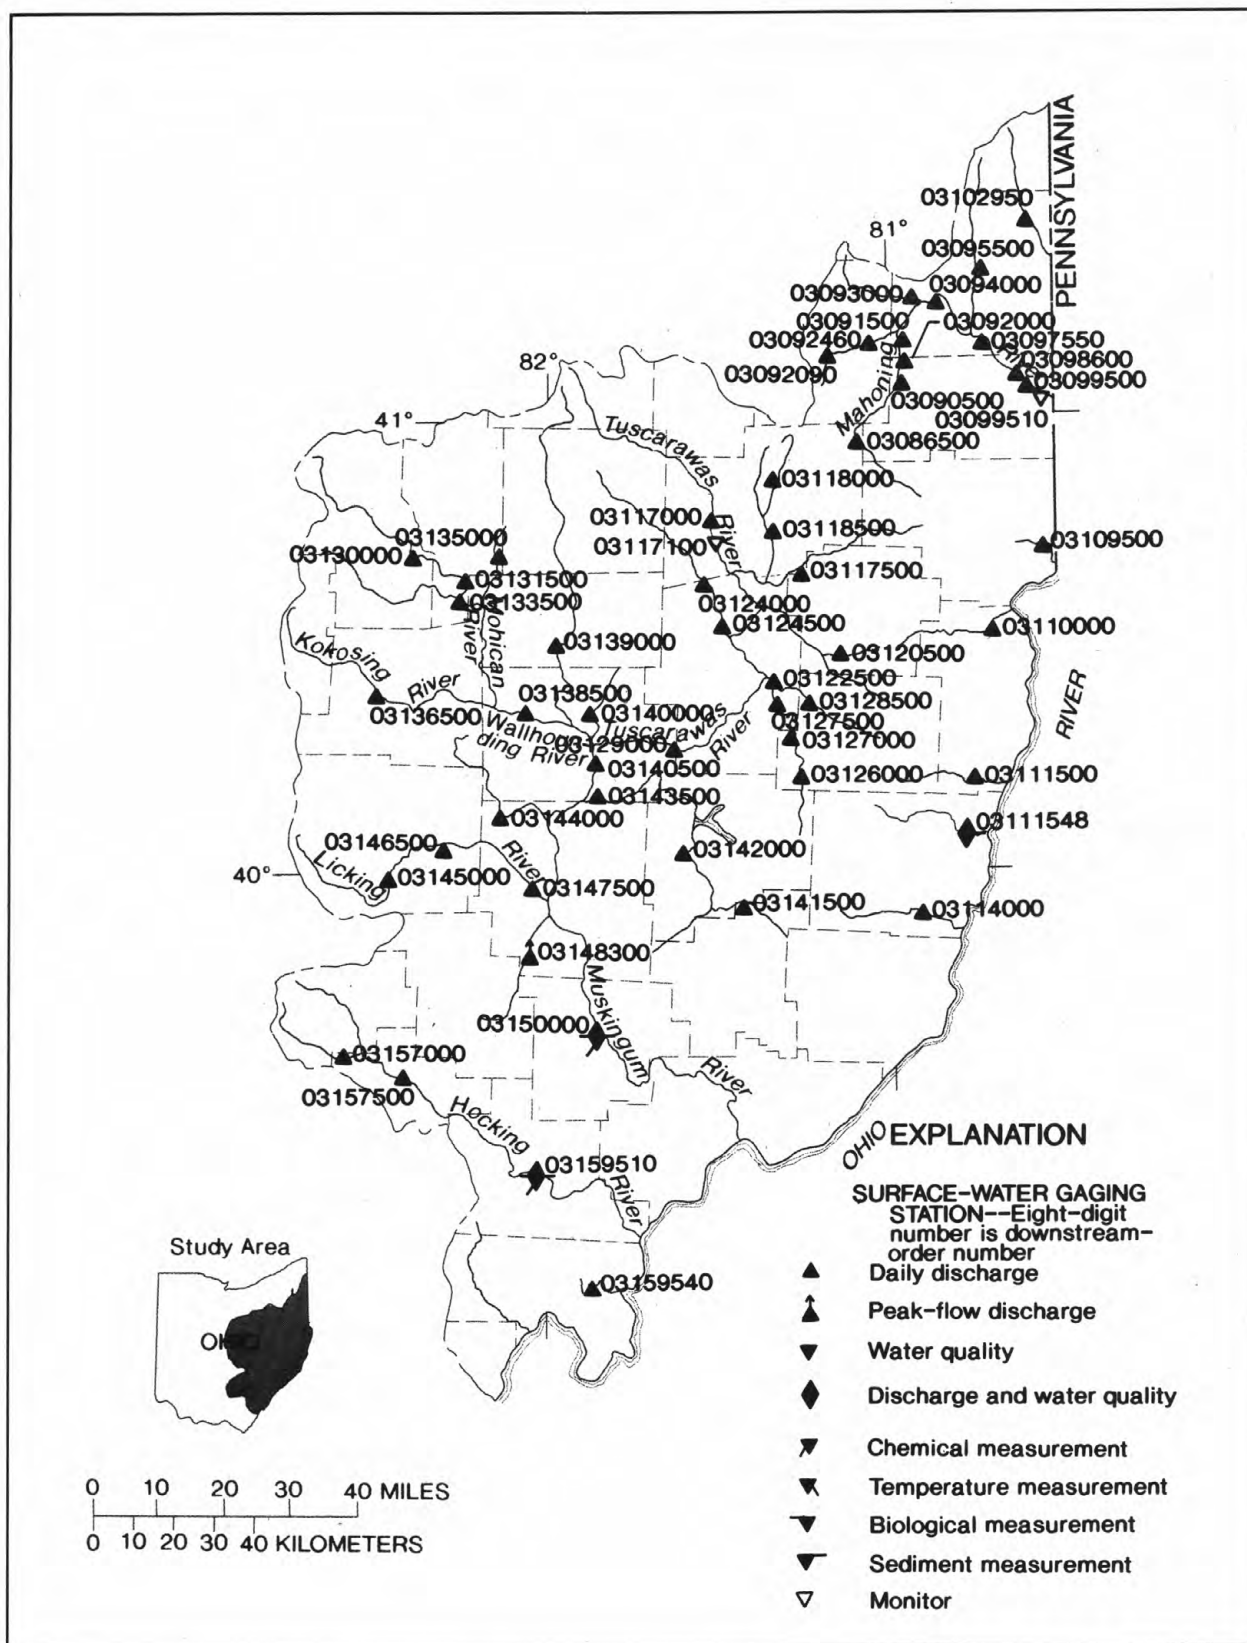 PENNSYLVANIA
03102950
81°
03095500
03094000
03093000
03091500
03092000
03092460
03097550
82°
03098600
03092090
03099500
Mahoning
03090500
03099510
41°
Tuscarawas
03086500
03118000
03117000
River
03118500
03135000
03117100
03109500
03130000
03117500
03131500
03124000
03133500
River
Mohican
03124500
03110000
Kokosing
03139000
03120500
River
03122500
RIVER
03138500
03128500
03136500
03140000
Tuscarawas
03127500
Walhon-
ding River
03129000
River
03127000
03140500
03126000
03111500
03143500
03144000
03111548
03146500
River
03142000
Licking
40°
03145000
03147500
03141500
03114000
03148300
Muskingum
03150000
03157000
River
03157500
Hocking
OHIO
EXPLANATION
03159510
River
SURFACE-WATER GAGING
STATION--Eight-digit
number is downstream-
order number
Study Area
OHIO
03159540
Daily discharge
Peak-flow discharge
Water quality
Discharge and water quality
Chemical measurement
Temperature measurement
Biological measurement
Sediment measurement
Monitor
0 10 20 30 40 MILES
0 10 20 30 40 KILOMETERS